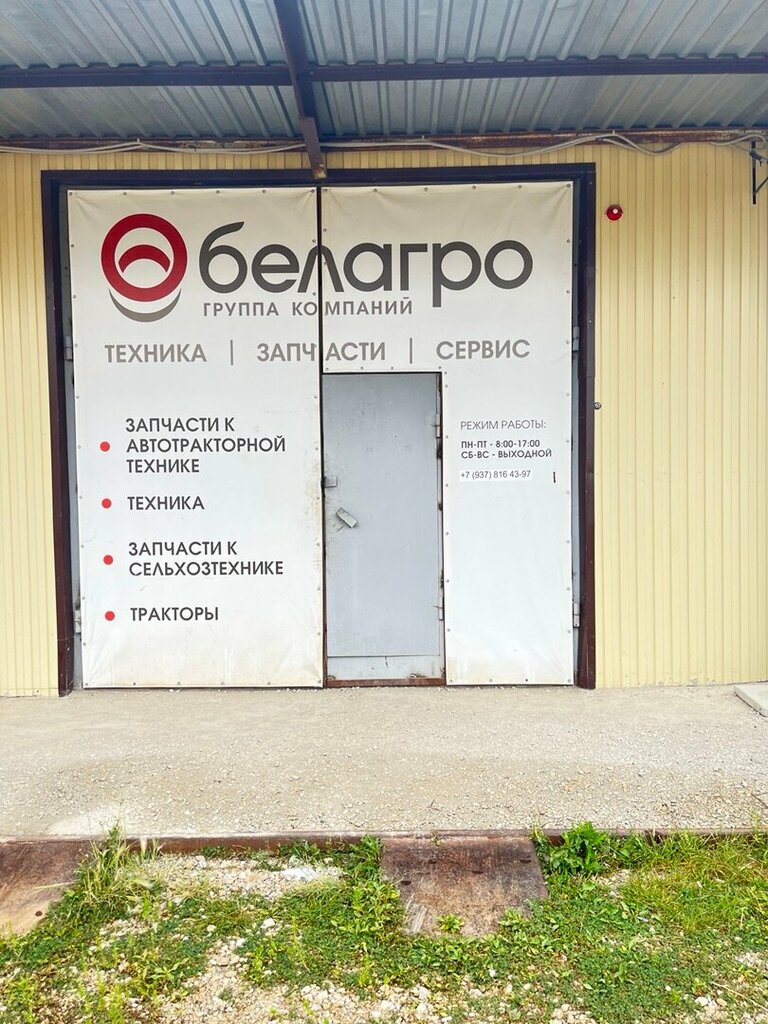 белагро
ГРУППА КОМПАНИЙ
ТЕХНИКА | ЗАПЧАСТИ | СЕРВИС
ЗАПЧАСТИ К
АВТОТРАКТОРНОЙ
ТЕХНИКЕ
ТЕХНИКА
ЗАПЧАСТИ К
СЕЛЬХОЗТЕХНИКЕ
ТРАКТОРЫ
РЕЖИМ РАБОТЫ:
ПН-ПТ - 8:00-17:00
СБ-ВС - ВЫХОДНОЙ
+7 (937) 816 43-97